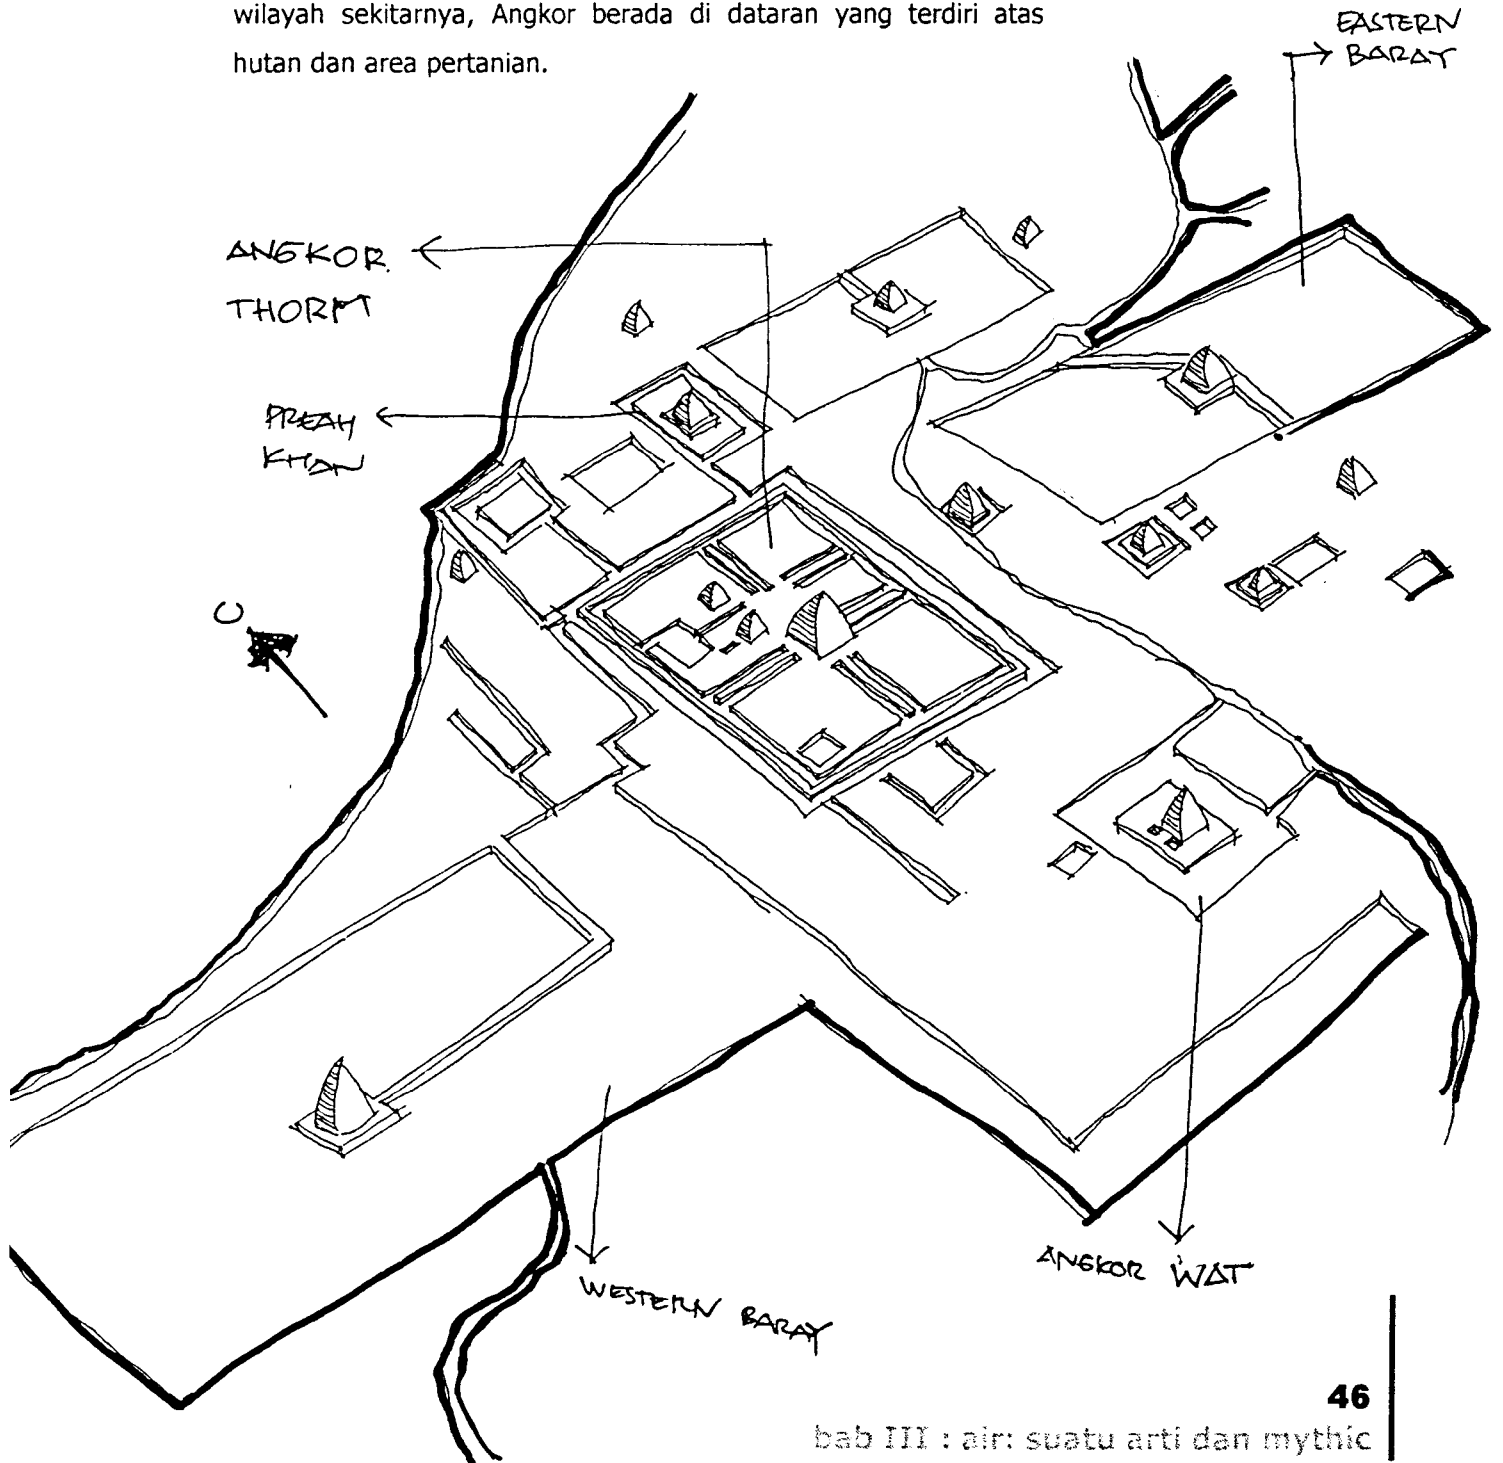 wilayah sekitarnya, Angkor berada di dataran yang terdiri atas
hutan dan area pertanian.
EASTERN
BARAY
ANGKOR
THORM
PREAH
KHAN
U
ANGKOR WAT
WESTERN BARAY
46
bab III : air: suatu arti dan mythic